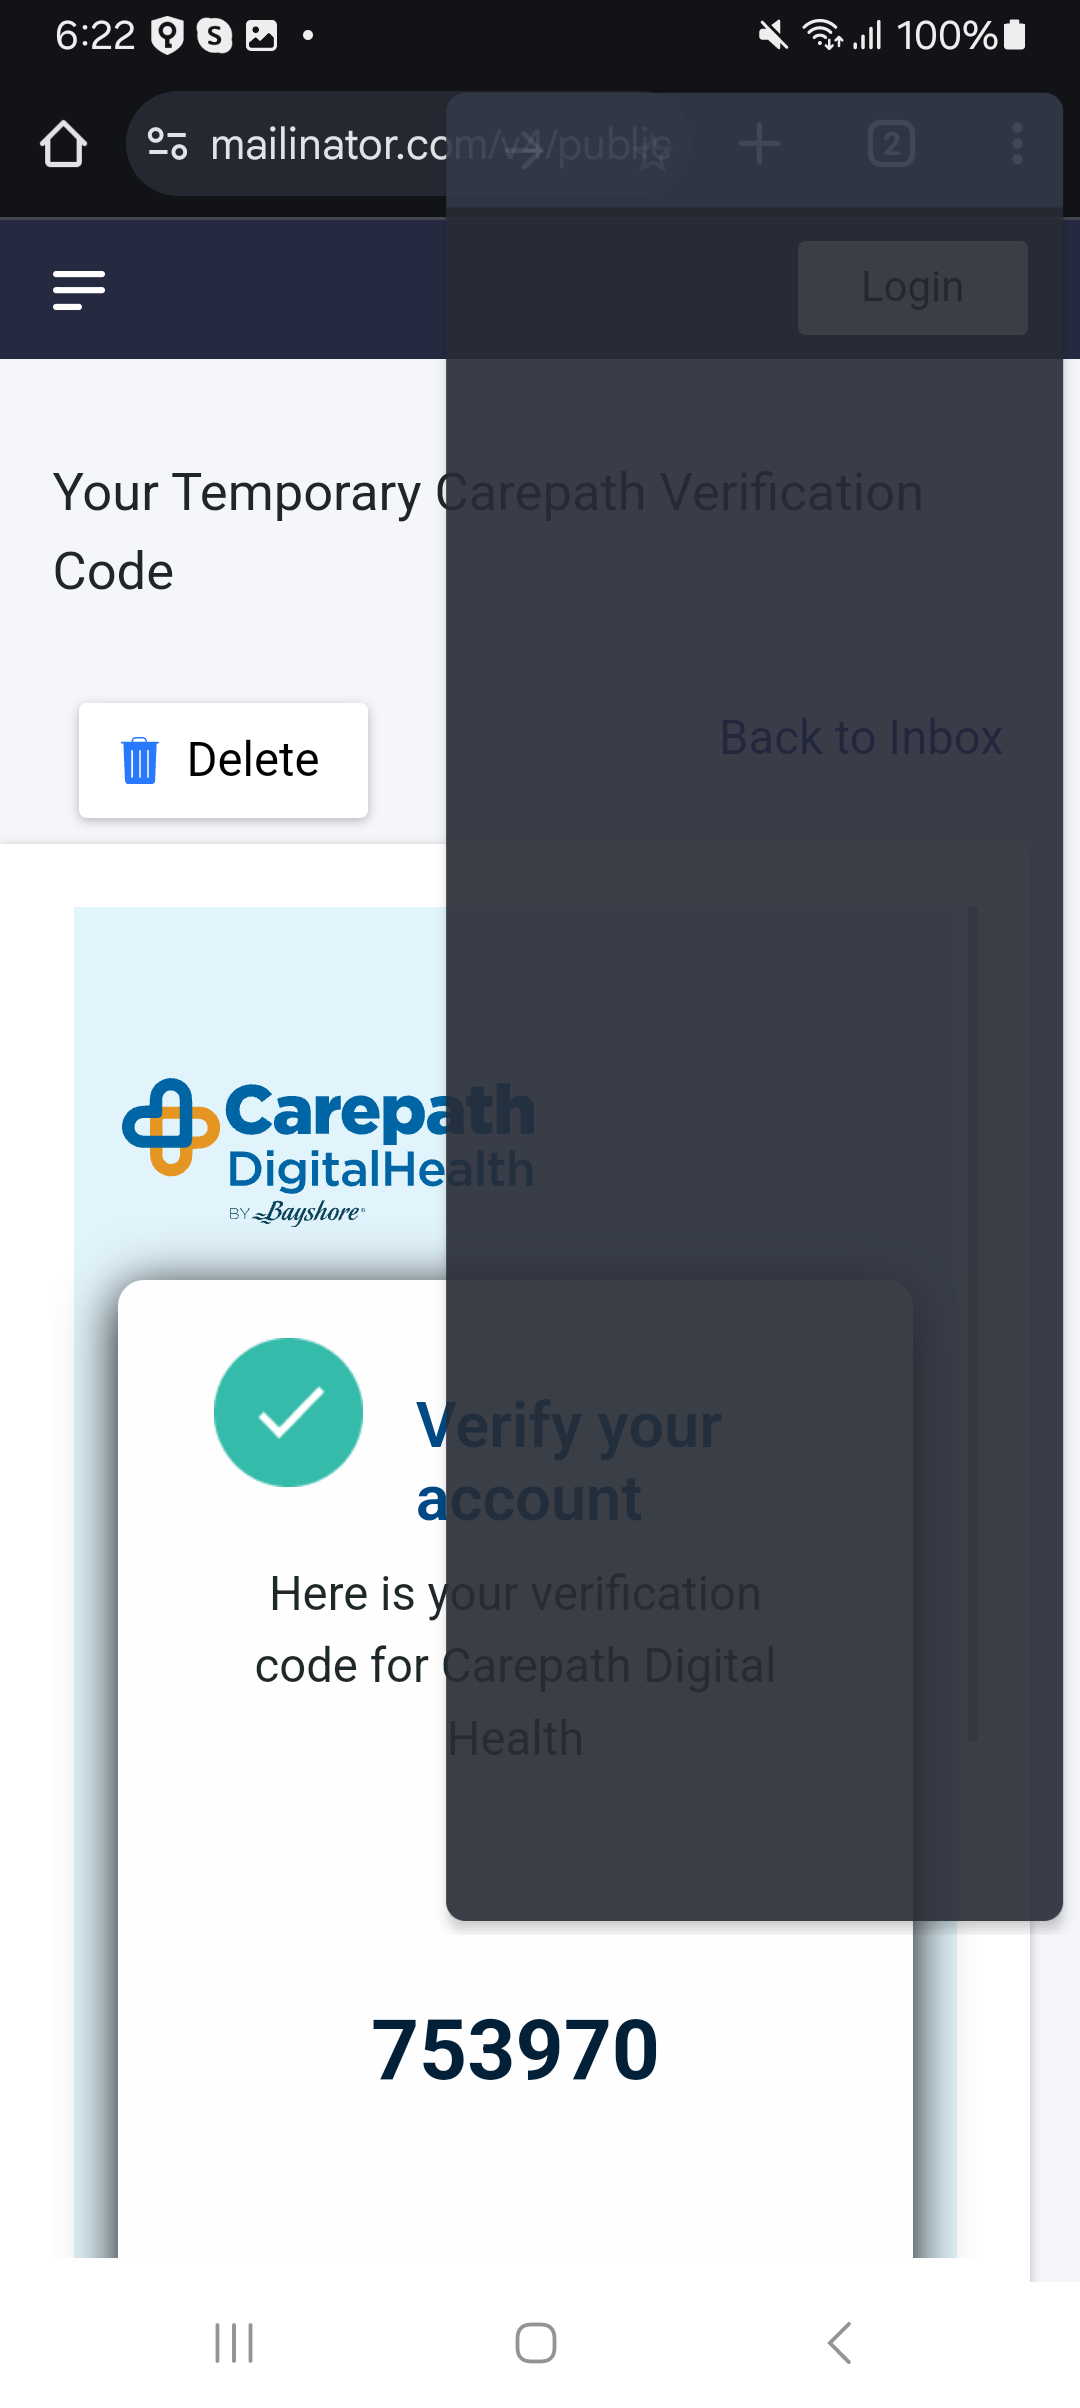 6:22 S 100%
mailinator.com/v4/public 2
Login
Your Temporary Carepath Verification
Code
Delete
Back to Inbox
Carepath
DigitalHealth
BY Bayshore
Verify your
account
Here is your verification
code for Carepath Digital
Health
753970